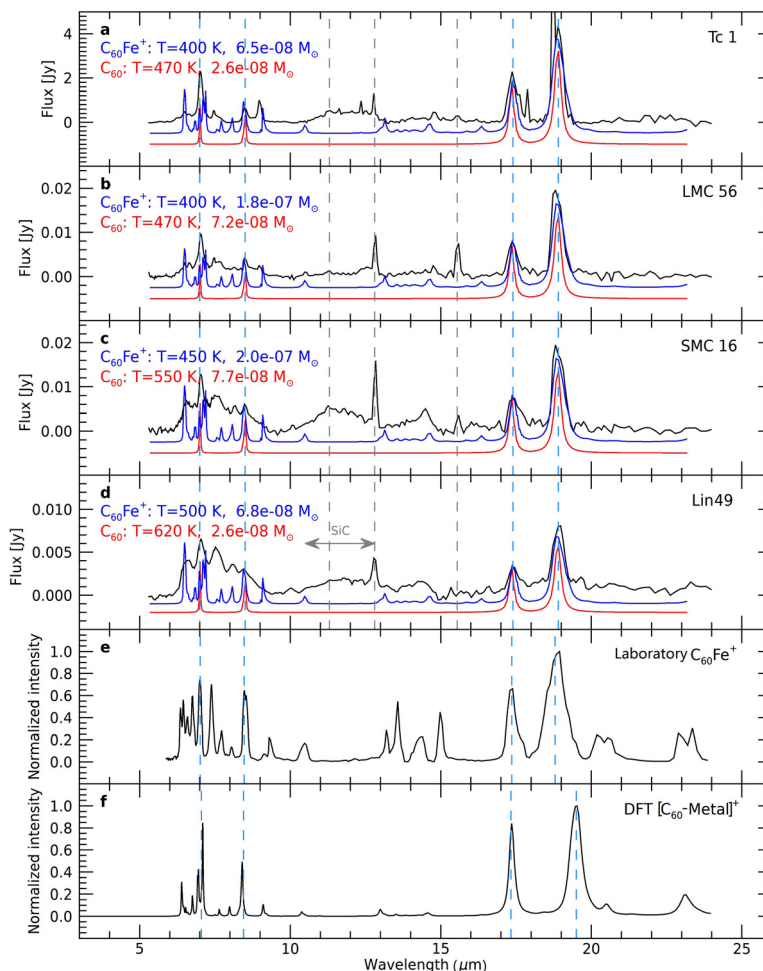 a
Tc 1
C₆₀Fe⁺: T=400 K, 6.5e-08 M⊙
C₆₀: T=470 K, 2.6e-08 M⊙
4
2
0
Flux [Jy]
b
LMC 56
C₆₀Fe⁺: T=400 K, 1.8e-07 M⊙
C₆₀: T=470 K, 7.2e-08 M⊙
0.02
0.01
0.00
Flux [Jy]
c
SMC 16
C₆₀Fe⁺: T=450 K, 2.0e-07 M⊙
C₆₀: T=550 K, 7.7e-08 M⊙
0.02
0.01
0.00
Flux [Jy]
d
Lin49
C₆₀Fe⁺: T=500 K, 6.8e-08 M⊙
C₆₀: T=620 K, 2.6e-08 M⊙
SiC
0.010
0.005
0.000
Flux [Jy]
e
Laboratory C₆₀Fe⁺
1.0
0.8
0.6
0.4
0.2
0.0
Normalized intensity
f
DFT [C₆₀-Metal]⁺
1.0
0.8
0.6
0.4
0.2
0.0
Normalized intensity
5 10 15 20 25
Wavelength (μm)